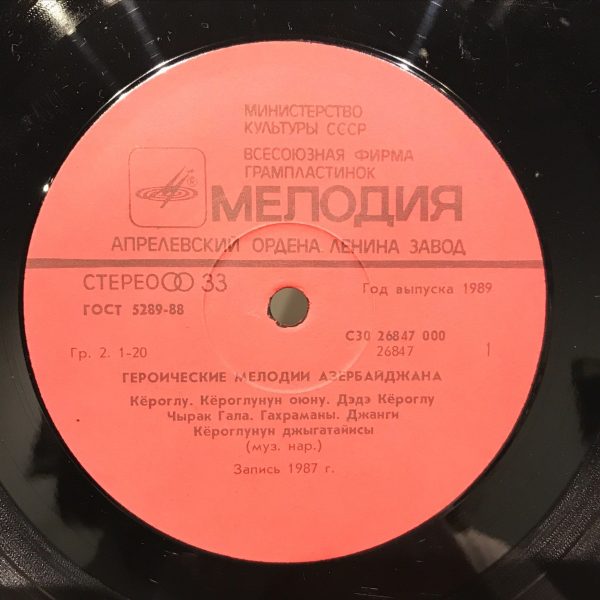 МИНИСТЕРСТВО
КУЛЬТУРЫ СССР
ВСЕСОЮЗНАЯ ФИРМА
ГРАМПЛАСТИНОК
МЕЛОДИЯ
АПРЕЛЕВСКИЙ ОРДЕНА ЛЕНИНА ЗАВОД
СТЕРЕО 33
Год выпуска 1989
ГОСТ 5289-88
С30 26847 000
Гр. 2. 1-20
26847
1
ГЕРОИЧЕСКИЕ МЕЛОДИИ АЗЕРБАЙДЖАНА
Кёроглу. Кёроглунун оюну. Дэдэ Кёроглу
Чырак Гала. Гахраманы. Джанги
Кёроглунун джыгатайисы
(муз. нар.)
Запись 1987 г.